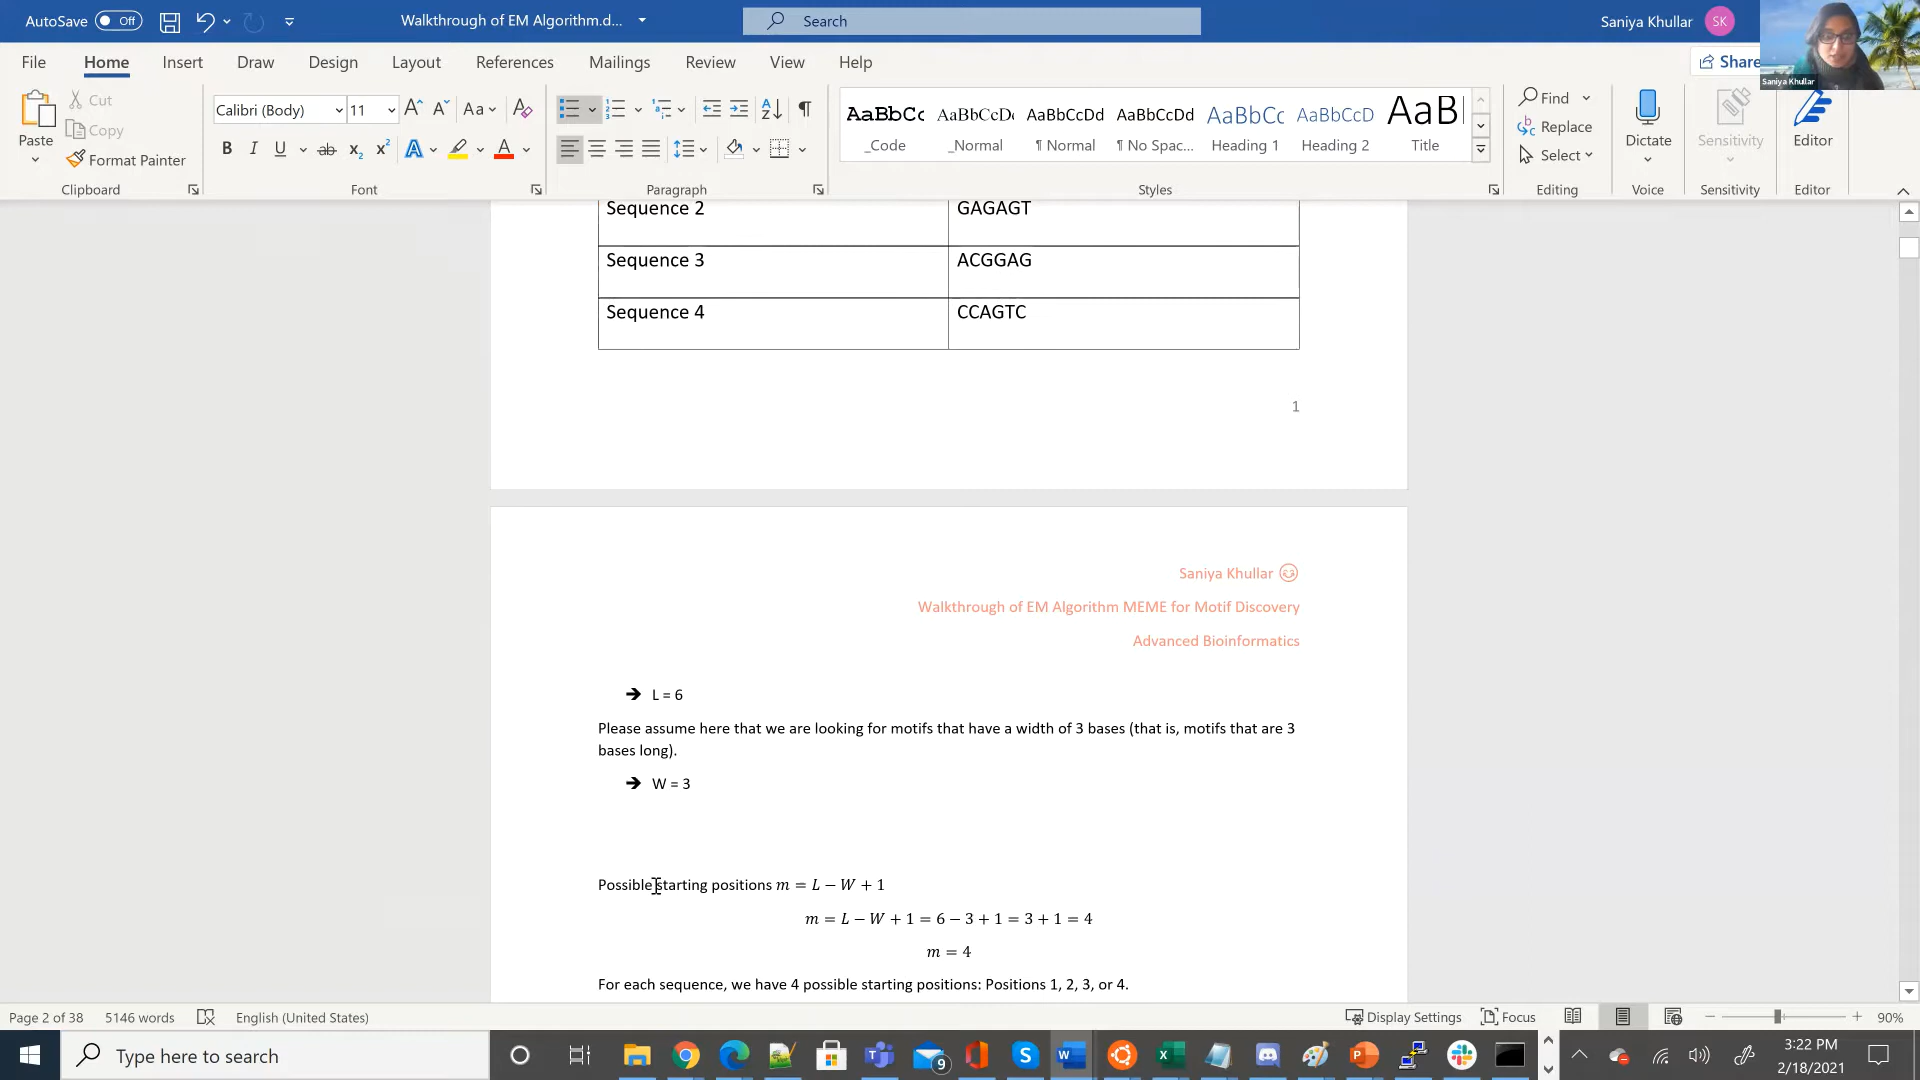 AutoSave Off
Walkthrough of EM Algorithm.d...
Search
Saniya Khullar SK
File Home Insert Draw Design Layout References Mailings Review View Help
Share
Saniya Khullar
Paste
Cut
Copy
Format Painter
Clipboard
Calibri (Body) 11
Font
Paragraph
AaBbCc AaBbCcDc AaBbCcDd AaBbCcDd AaBbCc AaBbCcD AaB
_Code _Normal ¶ Normal ¶ No Spac... Heading 1 Heading 2 Title
Styles
Find
Replace
Select
Editing
Dictate
Voice
Sensitivity
Sensitivity
Editor
Editor
Sequence 2 GAGAGT
Sequence 3 ACGGAG
Sequence 4 CCAGTC
1
Saniya Khullar
Walkthrough of EM Algorithm MEME for Motif Discovery
Advanced Bioinformatics
➔ L = 6
Please assume here that we are looking for motifs that have a width of 3 bases (that is, motifs that are 3
bases long).
➔ W = 3
Possible starting positions m = L − W + 1
m = L − W + 1 = 6 − 3 + 1 = 3 + 1 = 4
m = 4
For each sequence, we have 4 possible starting positions: Positions 1, 2, 3, or 4.
Page 2 of 38 5146 words English (United States) Display Settings Focus 90%
Type here to search
9
3:22 PM
2/18/2021